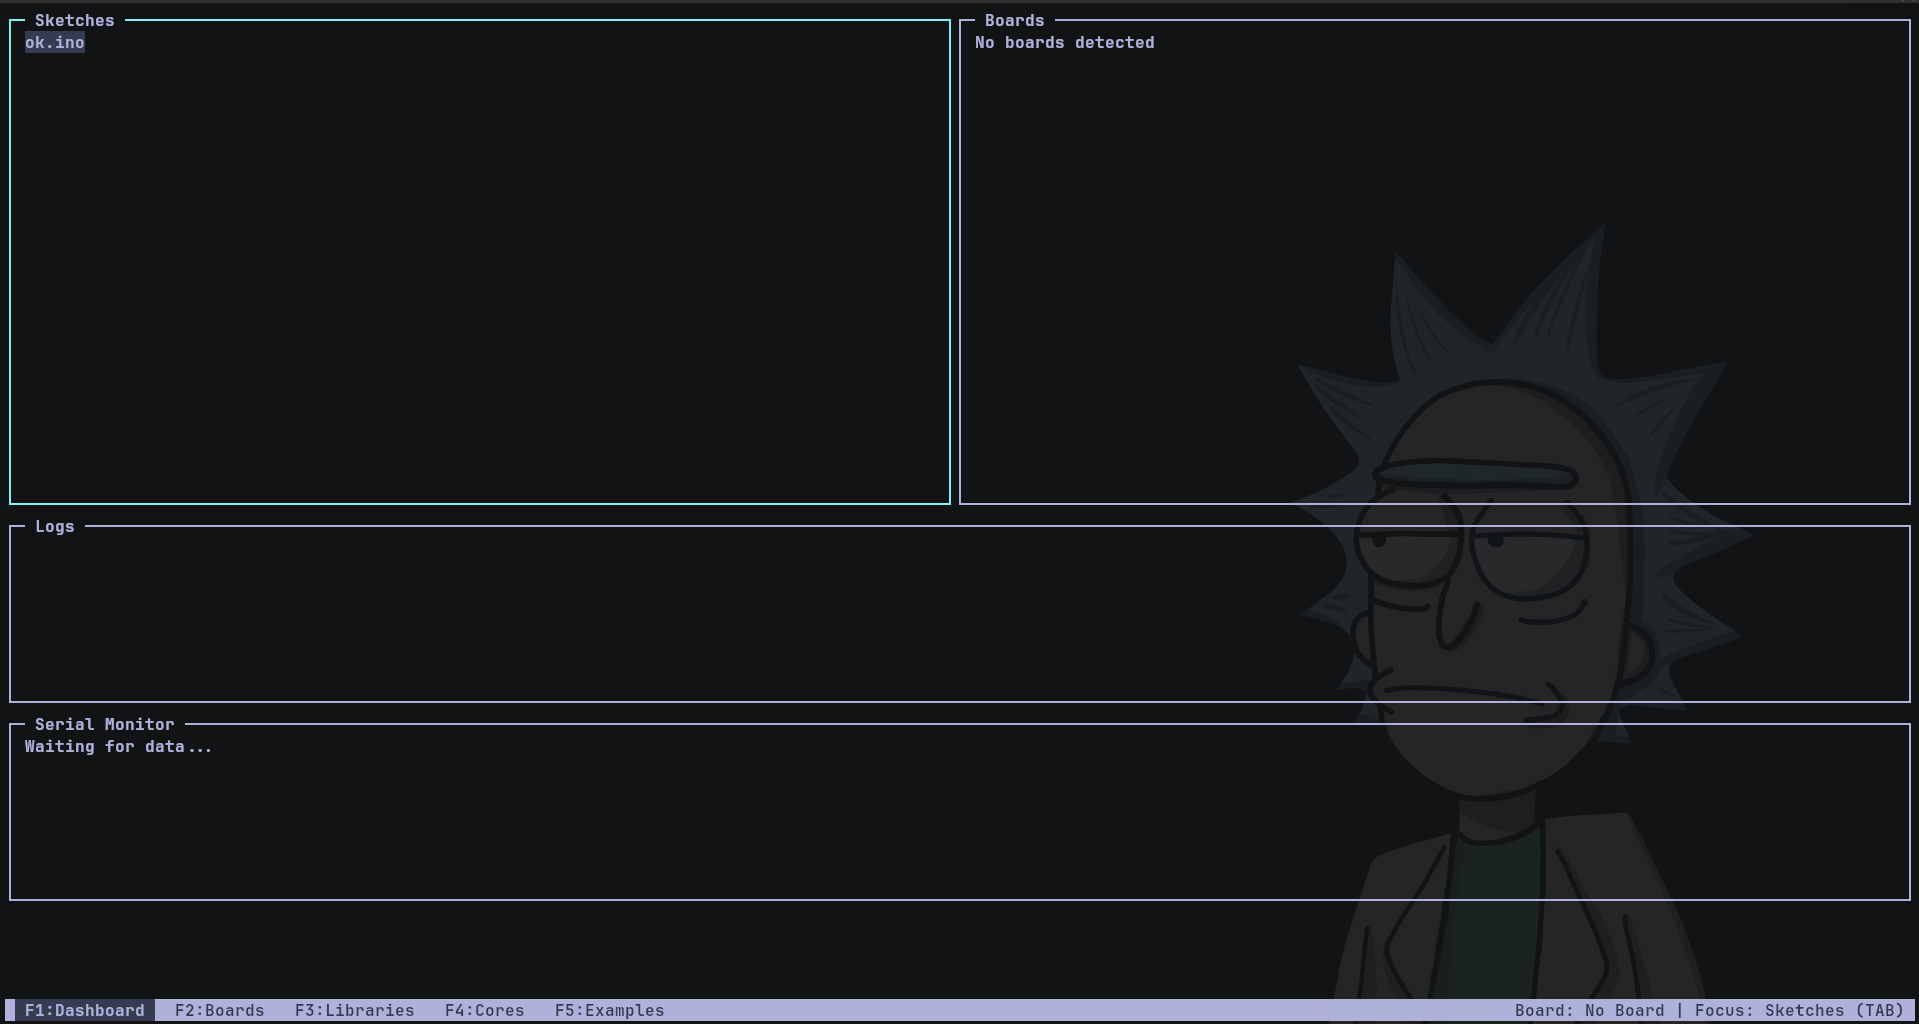 Sketches
ok.ino
Boards
No boards detected
Logs
Serial Monitor
Waiting for data...
F1:Dashboard F2:Boards F3:Libraries F4:Cores F5:Examples Board: No Board | Focus: Sketches (TAB)